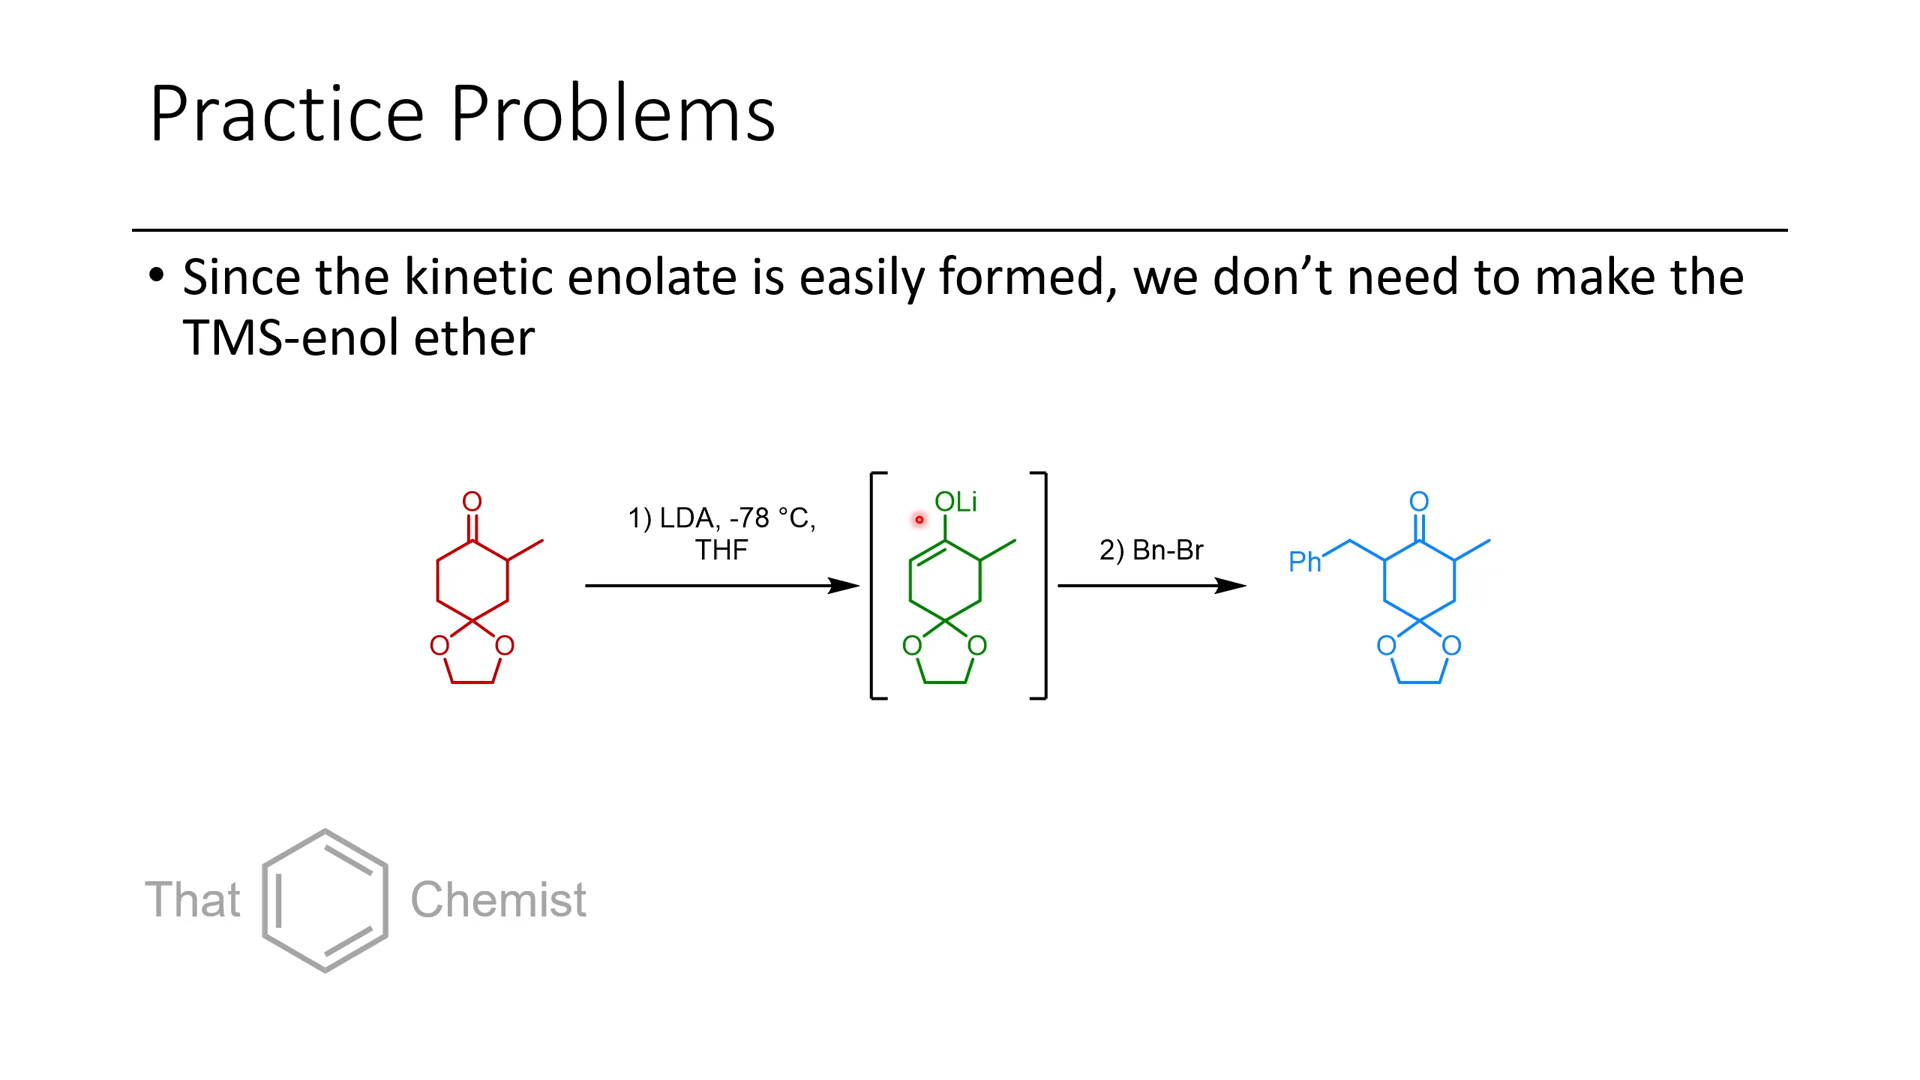 Practice Problems
• Since the kinetic enolate is easily formed, we don’t need to make the
TMS-enol ether
O
O O
1) LDA, -78 °C,
THF
OLi
O O
2) Bn-Br
O
Ph
O O
That Chemist